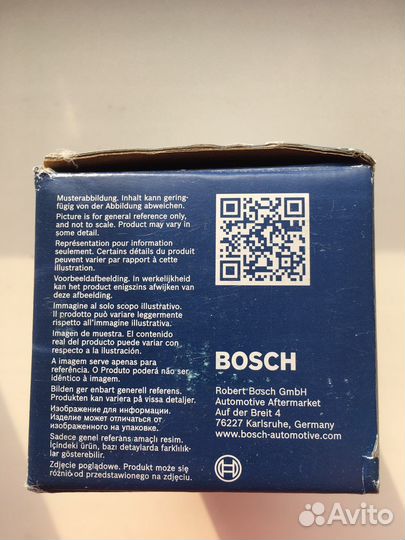 Musterabbildung. Inhalt kann gering-
fügig von der Abbildung abweichen.
Picture is for general reference only,
and not to scale. Product may vary in
some detail.
Représentation pour information
seulement. Certains détails du produit
peuvent varier par rapport à cette
illustration.
Voorbeeldafbeelding. In werkelijkheid
kan het product enigszins afwijken van
deze afbeelding.
Immagine al solo scopo illustrativo.
Il prodotto può variare leggermente
rispetto all'immagine illustrativa.
Imagen de muestra. El contenido
real del producto puede variar con
respecto a la ilustración.
A imagem serve apenas para
referência. O Produto poderá não ser
idêntico à imagem.
Bilden ger enbart generell referens.
Produkten kan variera på vissa detaljer.
Изображение для информации.
Изделие может отличаться от
изображенного на упаковке.
Sadece genel referans amaçlı resim.
İçindeki ürün, bazı detaylarda farklılık-
lar gösterebilir.
Zdjęcie poglądowe. Produkt może się
różnić od przedstawionego na zdjęciu.
BOSCH
Robert Bosch GmbH
Automotive Aftermarket
Auf der Breit 4
76227 Karlsruhe, Germany
www.bosch-automotive.com
Avito